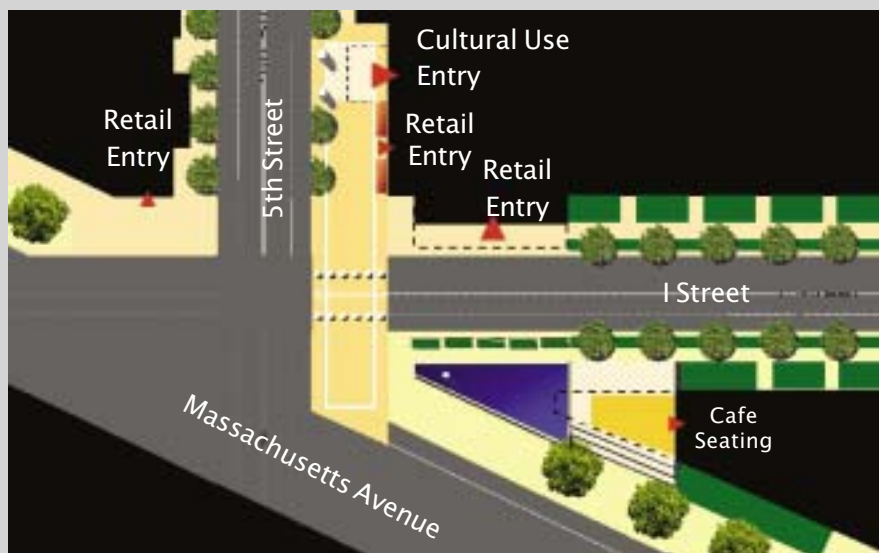 Cultural Use
Entry
Retail
Entry
Retail
Entry
Retail
Entry
5th Street
I Street
Massachusetts Avenue
Cafe
Seating